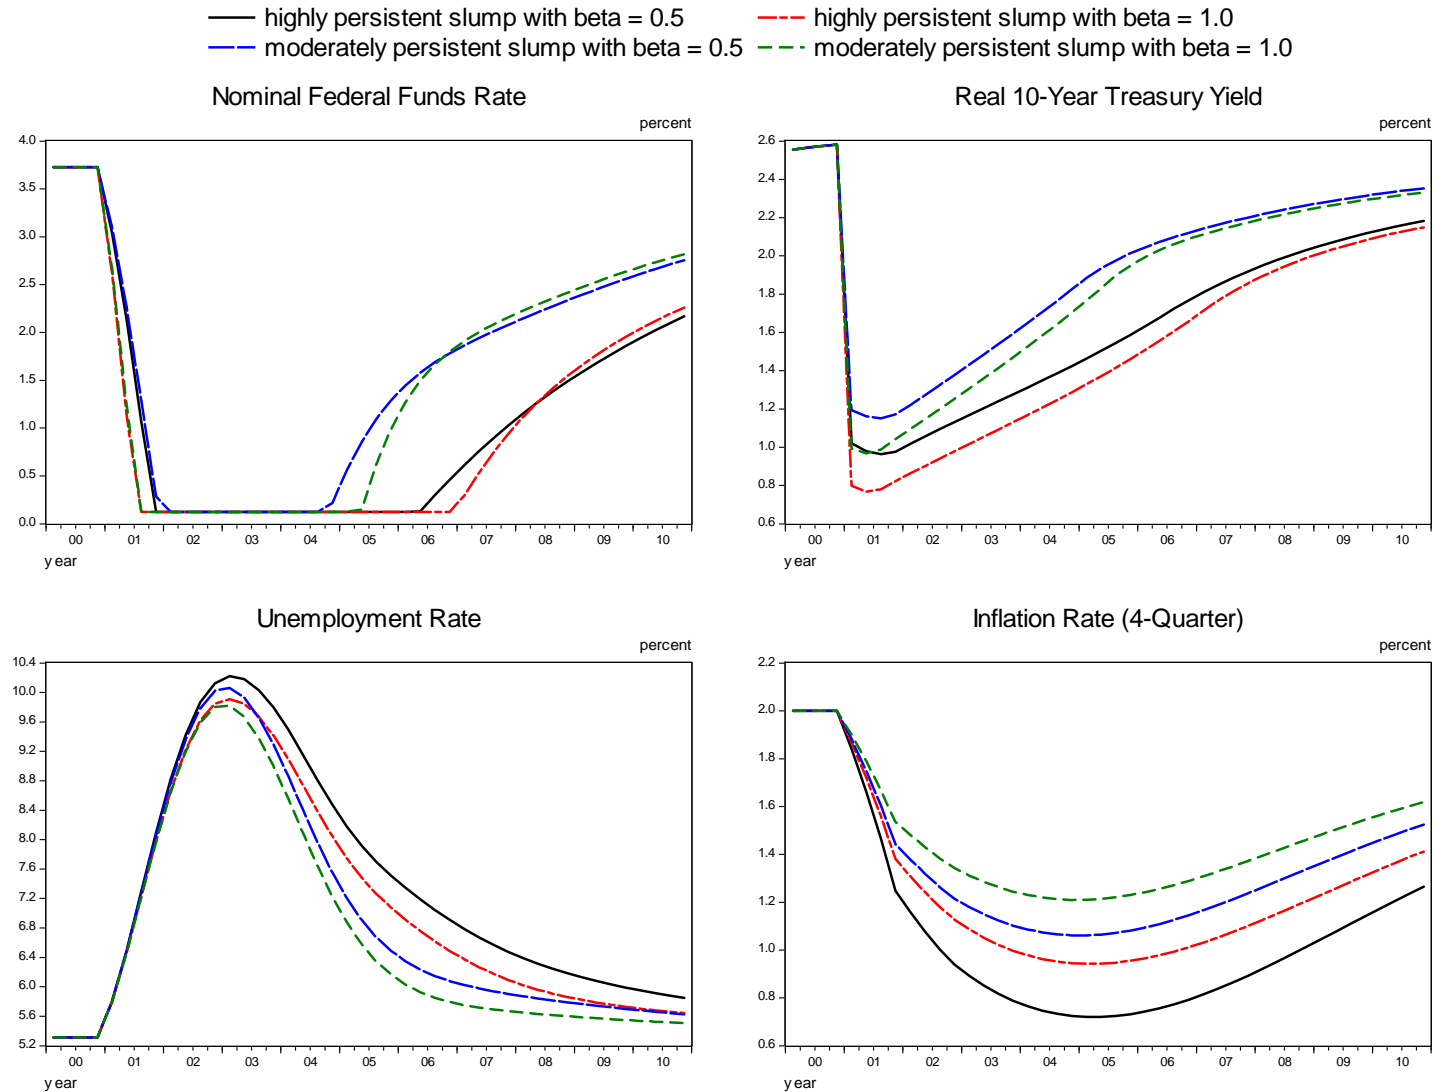 highly persistent slump with beta = 0.5
highly persistent slump with beta = 1.0
moderately persistent slump with beta = 0.5
moderately persistent slump with beta = 1.0
Nominal Federal Funds Rate
percent
4.0
3.5
3.0
2.5
2.0
1.5
1.0
0.5
0.0
00 01 02 03 04 05 06 07 08 09 10
year
Real 10-Year Treasury Yield
percent
2.6
2.4
2.2
2.0
1.8
1.6
1.4
1.2
1.0
0.8
0.6
00 01 02 03 04 05 06 07 08 09 10
year
Unemployment Rate
percent
10.4
10.0
9.6
9.2
8.8
8.4
8.0
7.6
7.2
6.8
6.4
6.0
5.6
5.2
00 01 02 03 04 05 06 07 08 09 10
year
Inflation Rate (4-Quarter)
percent
2.2
2.0
1.8
1.6
1.4
1.2
1.0
0.8
0.6
00 01 02 03 04 05 06 07 08 09 10
year